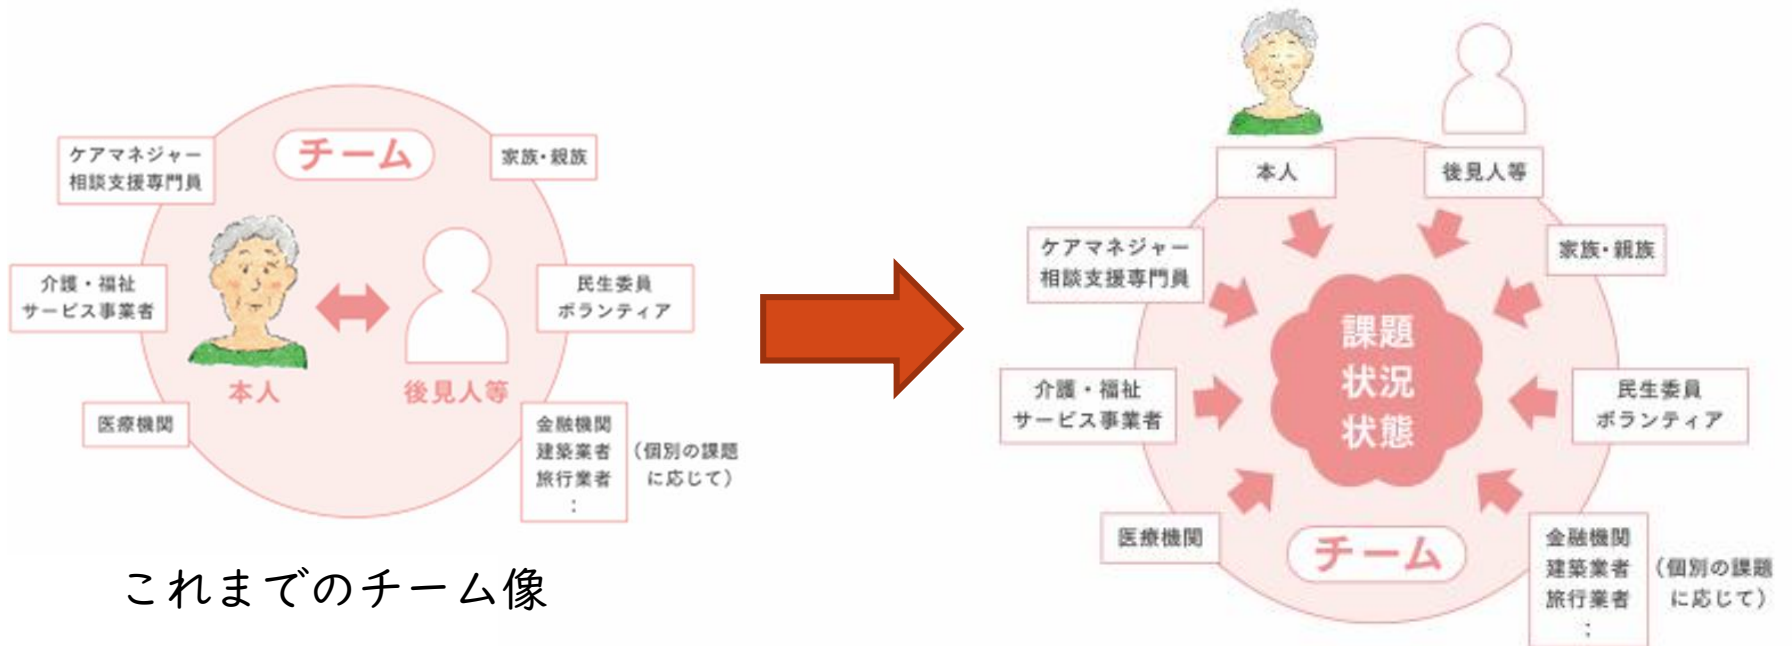 チーム
ケアマネジャー
相談支援専門員
家族・親族
介護・福祉
サービス事業者
民生委員
ボランティア
本人
後見人等
医療機関
金融機関
建築業者
旅行業者
：
（個別の課題
に応じて）
これまでのチーム像
本人
後見人等
ケアマネジャー
相談支援専門員
家族・親族
課題
状況
状態
介護・福祉
サービス事業者
民生委員
ボランティア
医療機関
チーム
金融機関
建築業者
旅行業者
：
（個別の課題
に応じて）